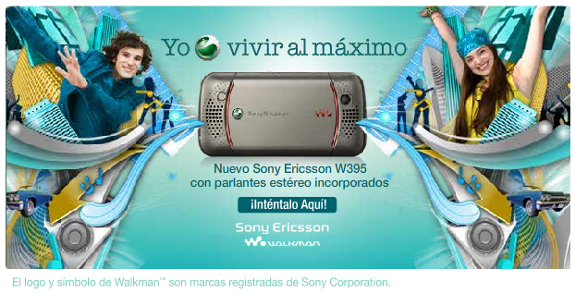 Yo vivir al máximo
Sony Ericsson
Nuevo Sony Ericsson W395
con parlantes estéreo incorporados
¡Inténtalo Aquí!
Sony Ericsson
WALKMAN
El logo y símbolo de Walkman™ son marcas registradas de Sony Corporation.